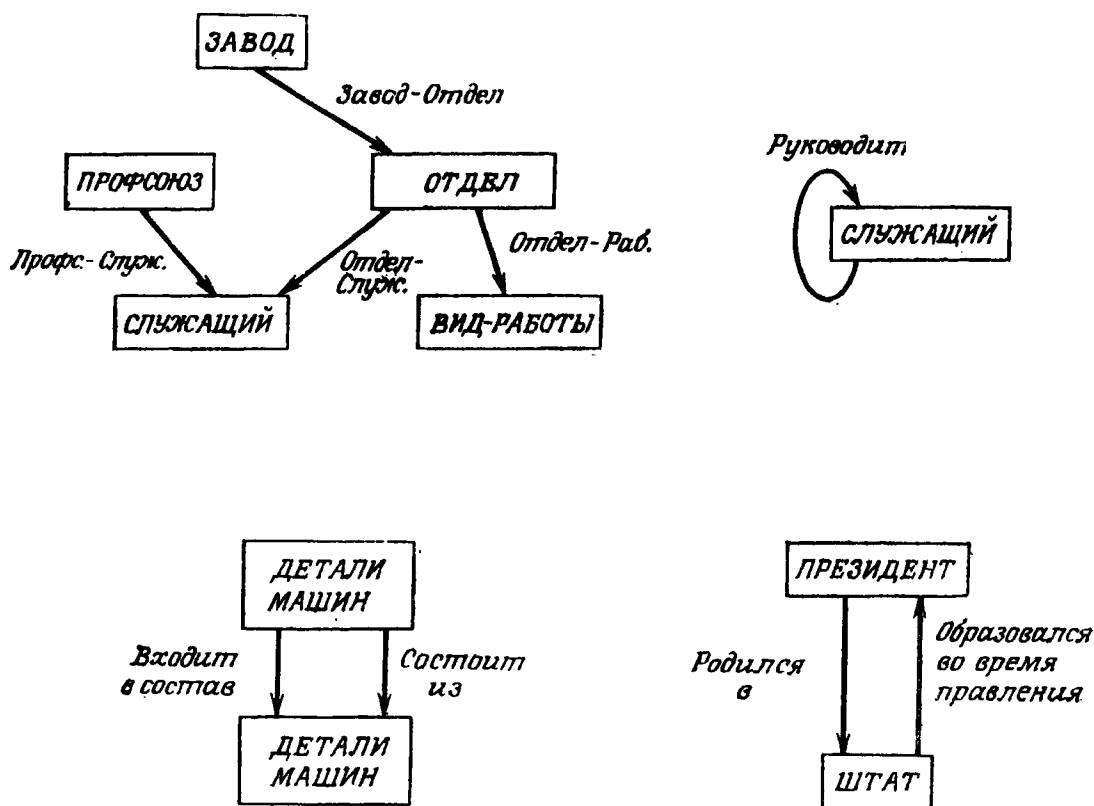 ЗАВОД
Завод-Отдел
ПРОФСОЮЗ
ОТДЕЛ
Профс.-Служ.
Отдел-
Служ.
Отдел-Раб.
СЛУЖАЩИЙ
ВИД-РАБОТЫ
Руководит
СЛУЖАЩИЙ
ДЕТАЛИ
МАШИН
Входит
в состав
Состоит
из
ДЕТАЛИ
МАШИН
ПРЕЗИДЕНТ
Родился
в
Образовался
во время
правления
ШТАТ